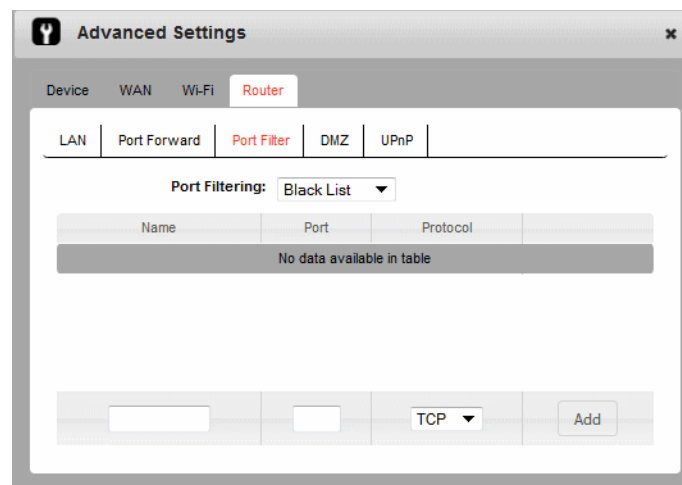 Advanced Settings
Device WAN Wi-Fi Router
LAN Port Forward Port Filter DMZ UPnP
Port Filtering: Black List
Name Port Protocol
No data available in table
TCP Add